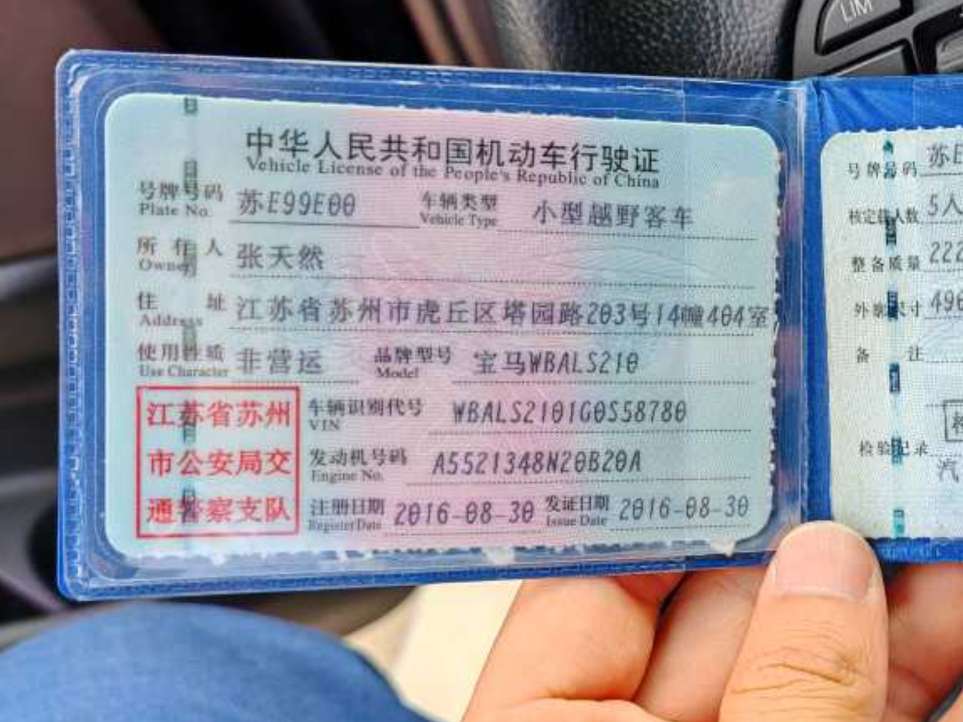 LIM
中华人民共和国机动车行驶证
Vehicle License of the People's Republic of China
号牌号码 苏E99E00 车辆类型 小型越野客车
Plate No. Vehicle Type
所有人 张天然
Owner
住址 江苏省苏州市虎丘区塔园路203号14幢404室
Address
使用性质 非营运 品牌型号 宝马WBALS210
Use Character Model
江苏省苏州
市公安局交
通警察支队
车辆识别代号 WBALS2101G0S58780
VIN
发动机号码 A5521348N20B20A
Engine No.
注册日期 2016-08-30 发证日期 2016-08-30
Register Date Issue Date
号牌号码 苏E
核定载人数 5人
整备质量 222
外廓尺寸 496
备注
检验记录
汽